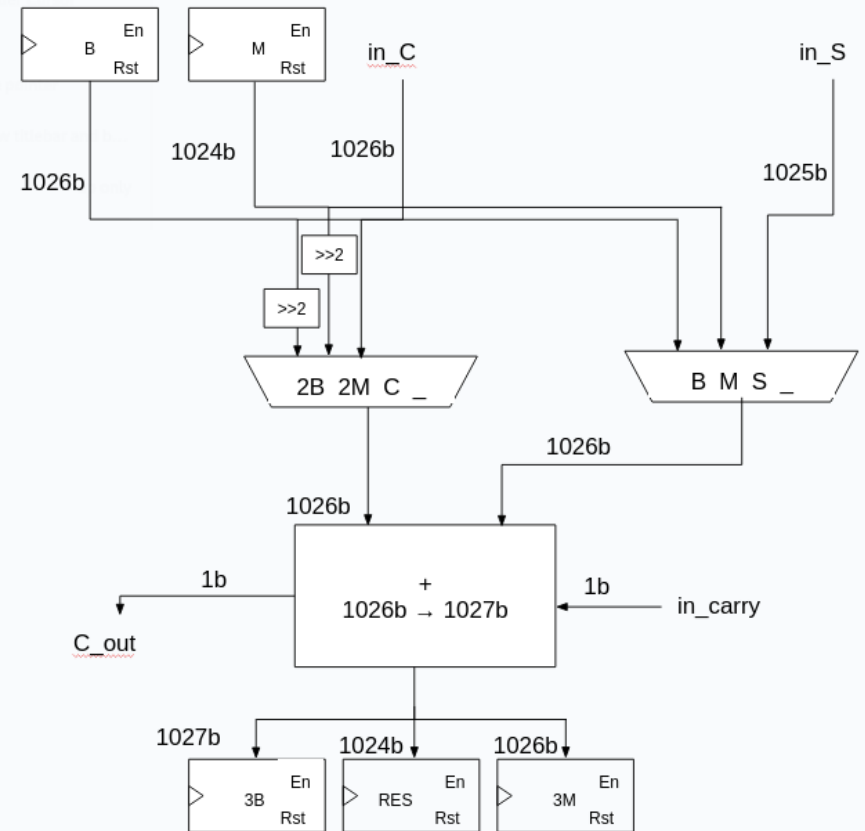 En
B
Rst
En
M
Rst
in_C
in_S
1026b
1024b
1026b
1025b
>>2
>>2
2B 2M C _
B M S _
1026b
1026b
1b
+
1026b → 1027b
1b
in_carry
C_out
1027b
1024b
1026b
En
3B
Rst
En
RES
Rst
En
3M
Rst